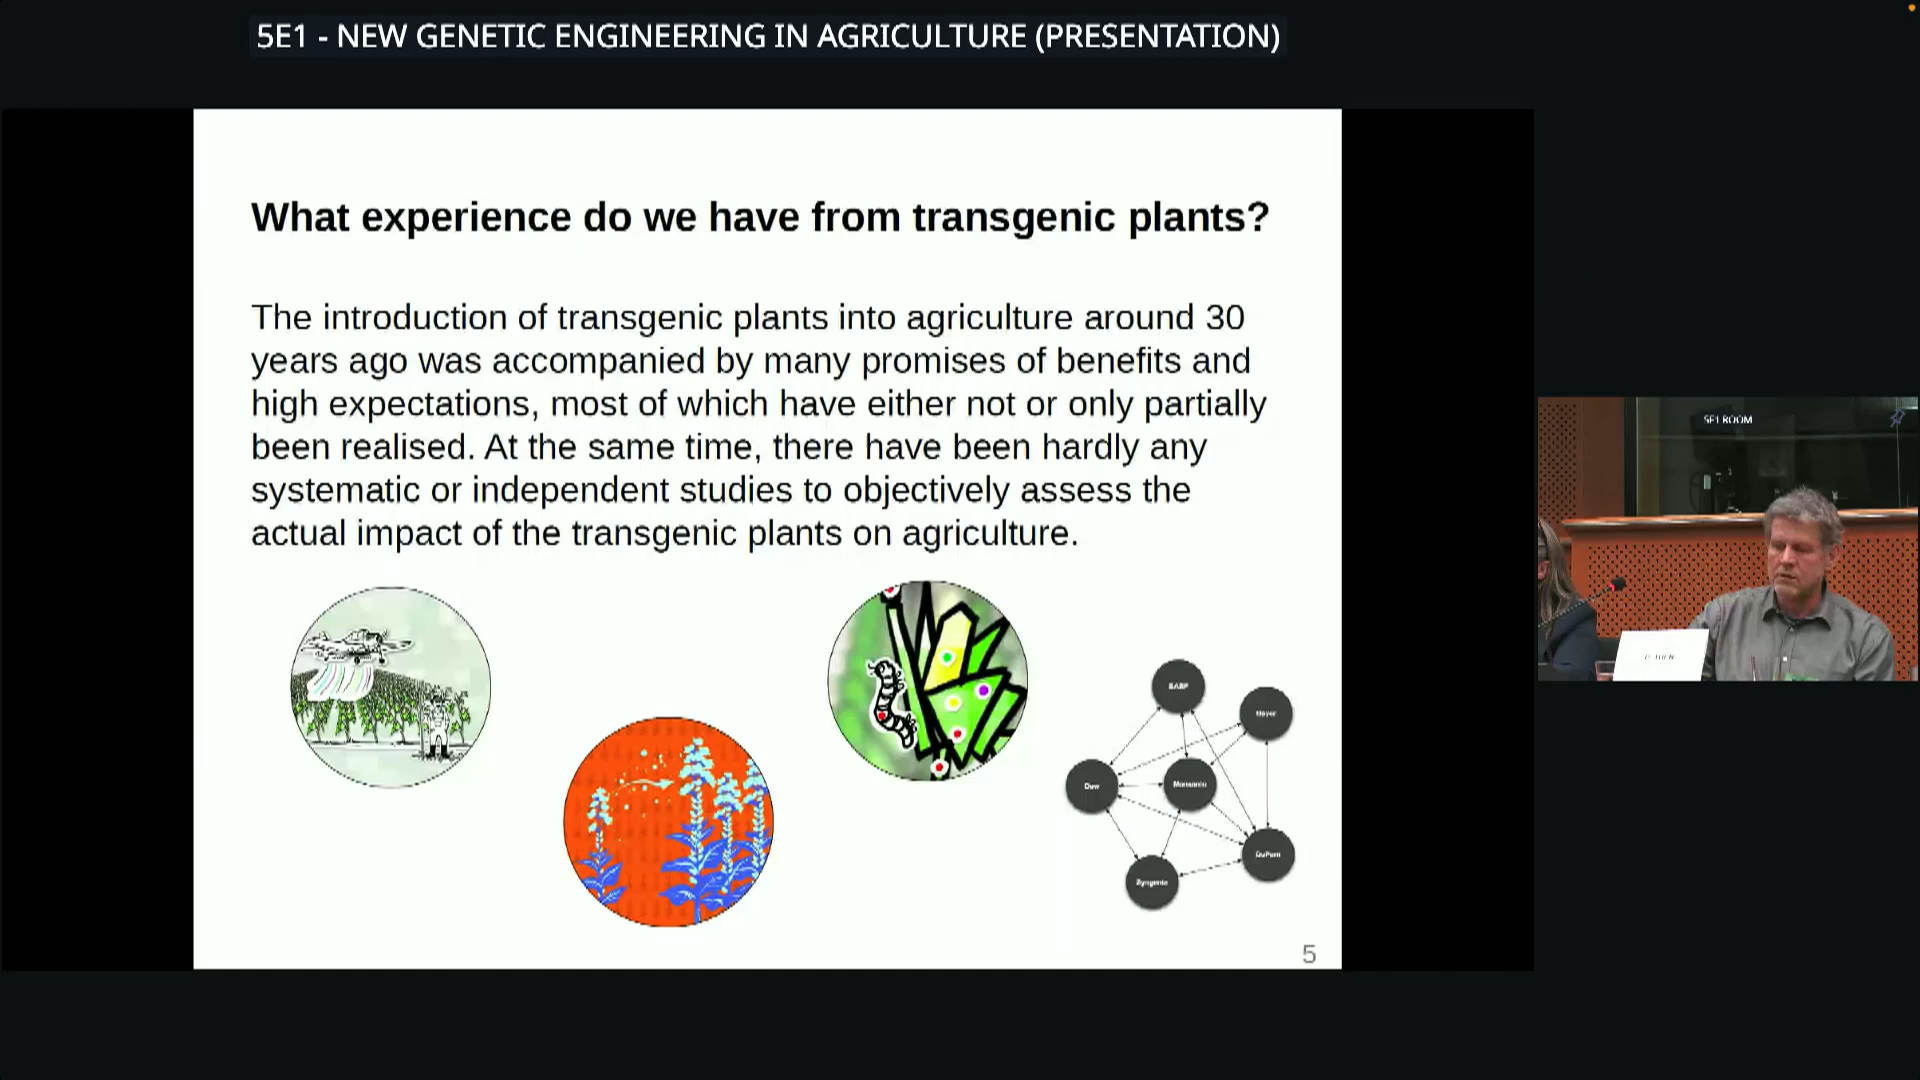 5E1 - NEW GENETIC ENGINEERING IN AGRICULTURE (PRESENTATION)
What experience do we have from transgenic plants?
The introduction of transgenic plants into agriculture around 30
years ago was accompanied by many promises of benefits and
high expectations, most of which have either not or only partially
been realised. At the same time, there have been hardly any
systematic or independent studies to objectively assess the
actual impact of the transgenic plants on agriculture.
BASF
Bayer
Dow
Monsanto
DuPont
Syngenta
5
5E1 ROOM